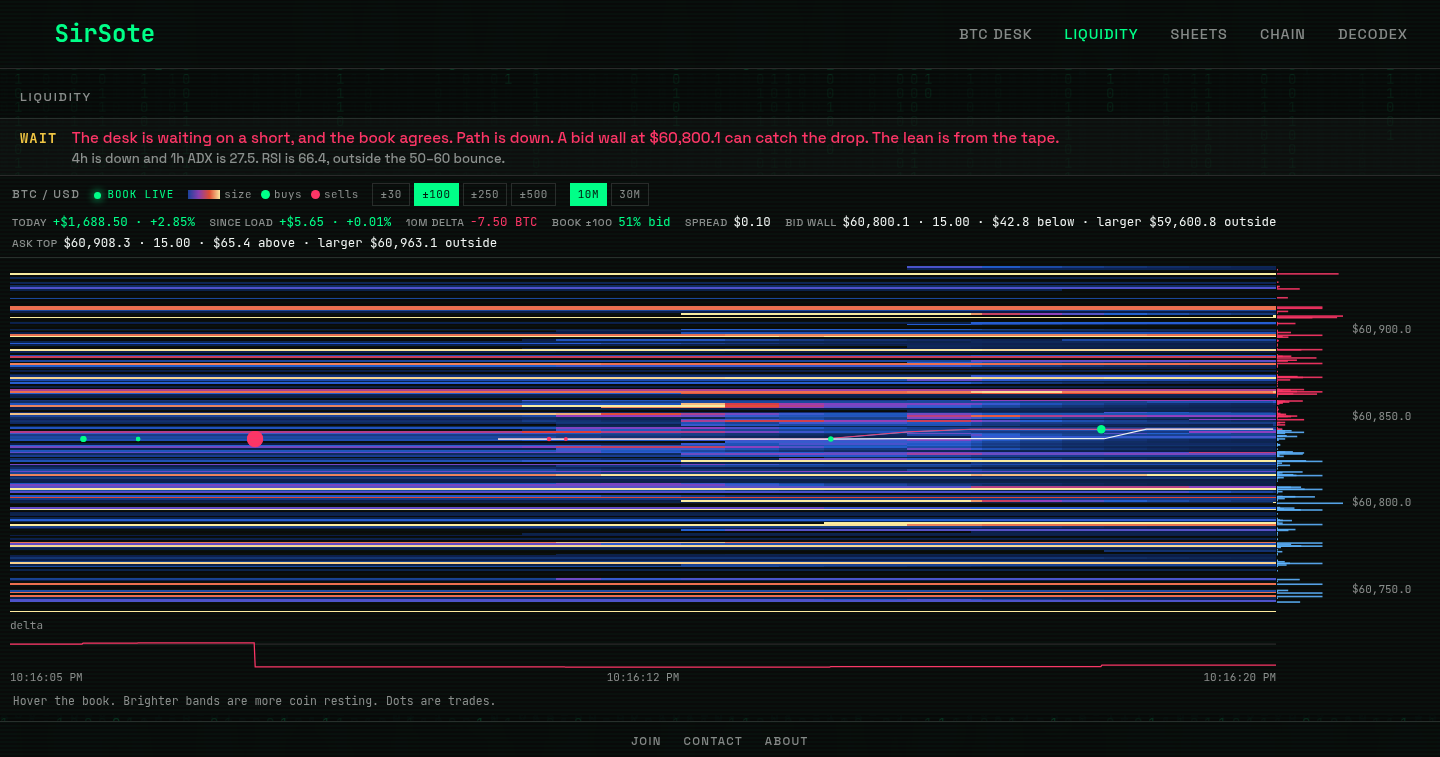 SirSote
BTC DESK LIQUIDITY SHEETS CHAIN DECODEX
LIQUIDITY
WAIT The desk is waiting on a short, and the book agrees. Path is down. A bid wall at $60,800.1 can catch the drop. The lean is from the tape.
4h is down and 1h ADX is 27.5. RSI is 66.4, outside the 50–60 bounce.
BTC / USD BOOK LIVE size buys sells ±30 ±100 ±250 ±500 10M 30M
TODAY +$1,688.50 · +2.85% SINCE LOAD +$5.65 · +0.01% 10M DELTA -7.50 BTC BOOK ±100 51% bid SPREAD $0.10 BID WALL $60,800.1 · 15.00 · $42.8 below · larger $59,600.8 outside
ASK TOP $60,908.3 · 15.00 · $65.4 above · larger $60,963.1 outside
$60,900.0
$60,850.0
$60,800.0
$60,750.0
delta
10:16:05 PM 10:16:12 PM 10:16:20 PM
Hover the book. Brighter bands are more coin resting. Dots are trades.
JOIN CONTACT ABOUT